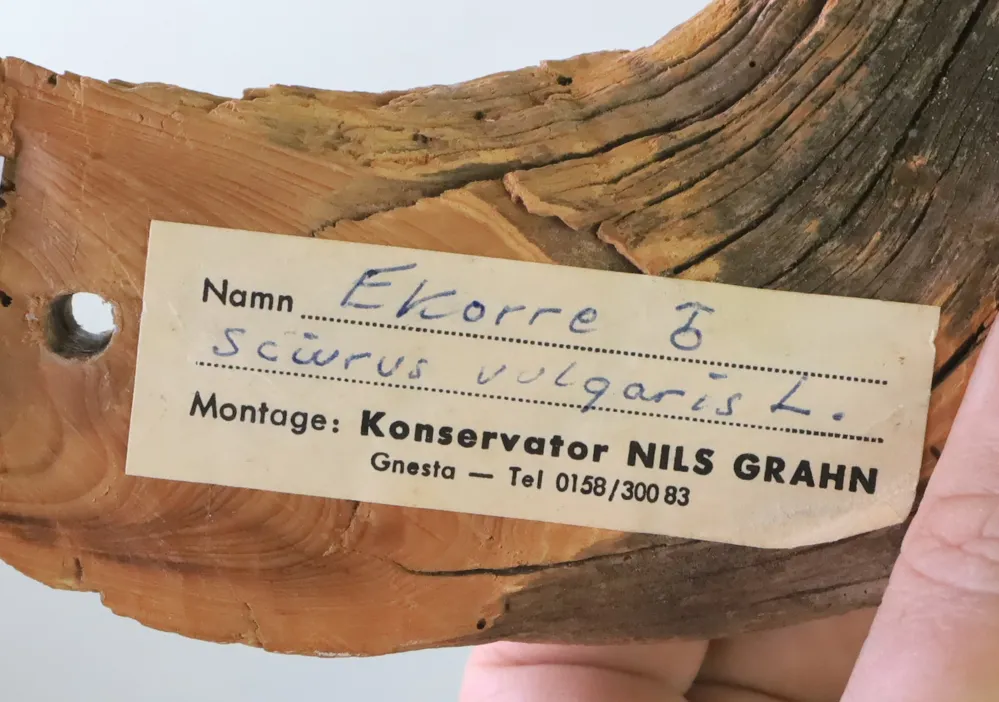 Namn Ekorre ♂
Sciurus vulgaris L.
Montage: Konservator NILS GRAHN
Gnesta — Tel 0158/300 83